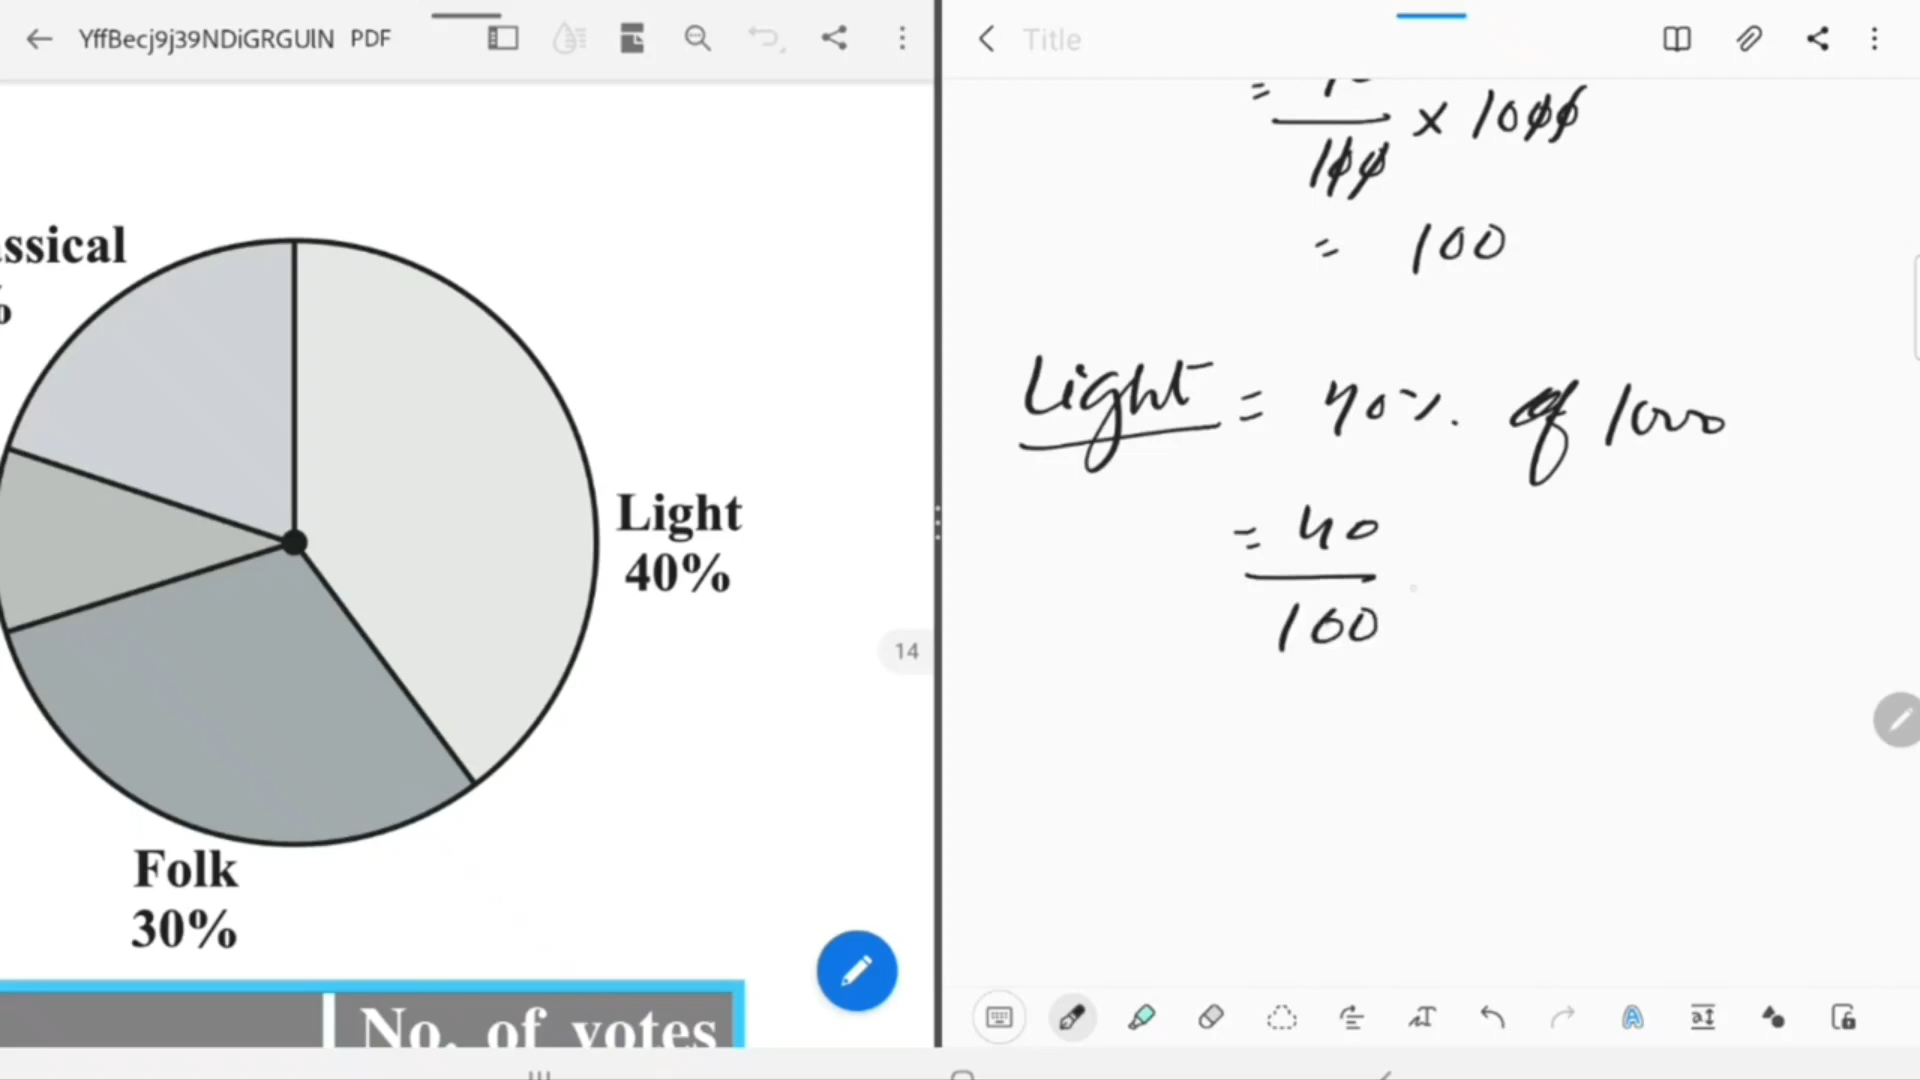 YffBecj9j39NDiGRGUlN PDF
ssical
%
Light
40%
Folk
30%
No. of votes
14
Title
=
100 × 1000
= 100
Light = 40%. of 1000
= 40
100